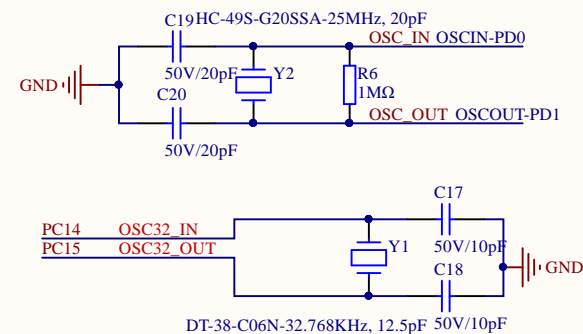 C19 HC-49S-G20SSA-25MHz, 20pF
OSC_IN OSCIN-PD0
50V/20pF
Y2
R6
1MΩ
GND
C20
OSC_OUT OSCOUT-PD1
50V/20pF
C17
PC14 OSC32_IN
PC15 OSC32_OUT
50V/10pF
Y1
GND
C18
DT-38-C06N-32.768KHz, 12.5pF
50V/10pF